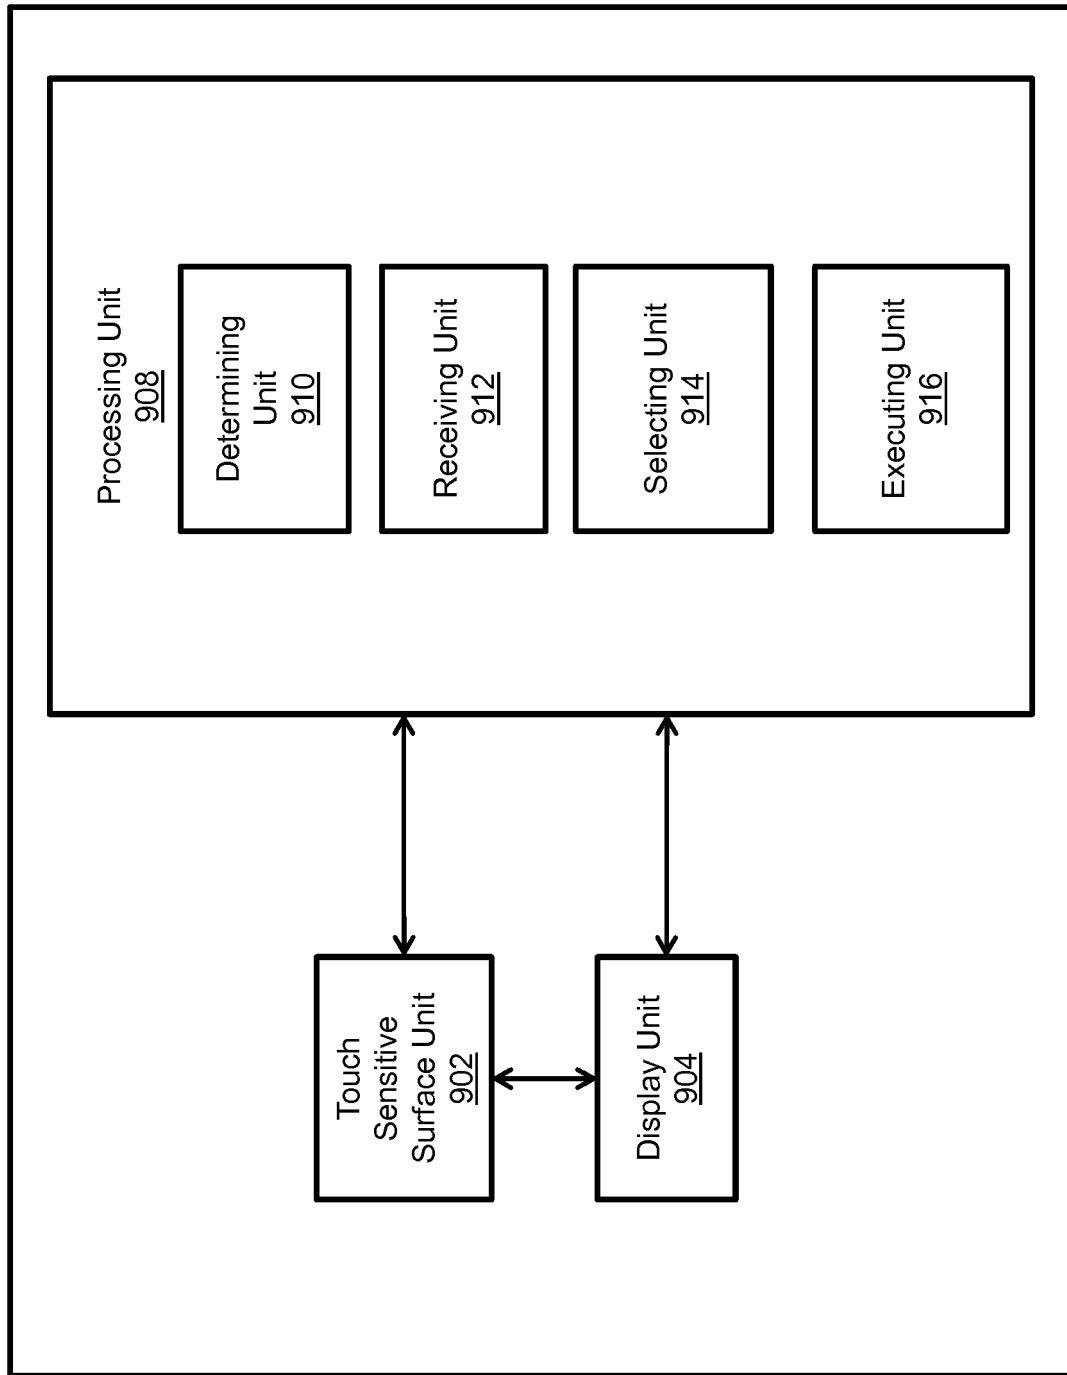 Processing Unit
908
Determining
Unit
910
Receiving Unit
912
Selecting Unit
914
Executing Unit
916
Touch
Sensitive
Surface Unit
902
Display Unit
904